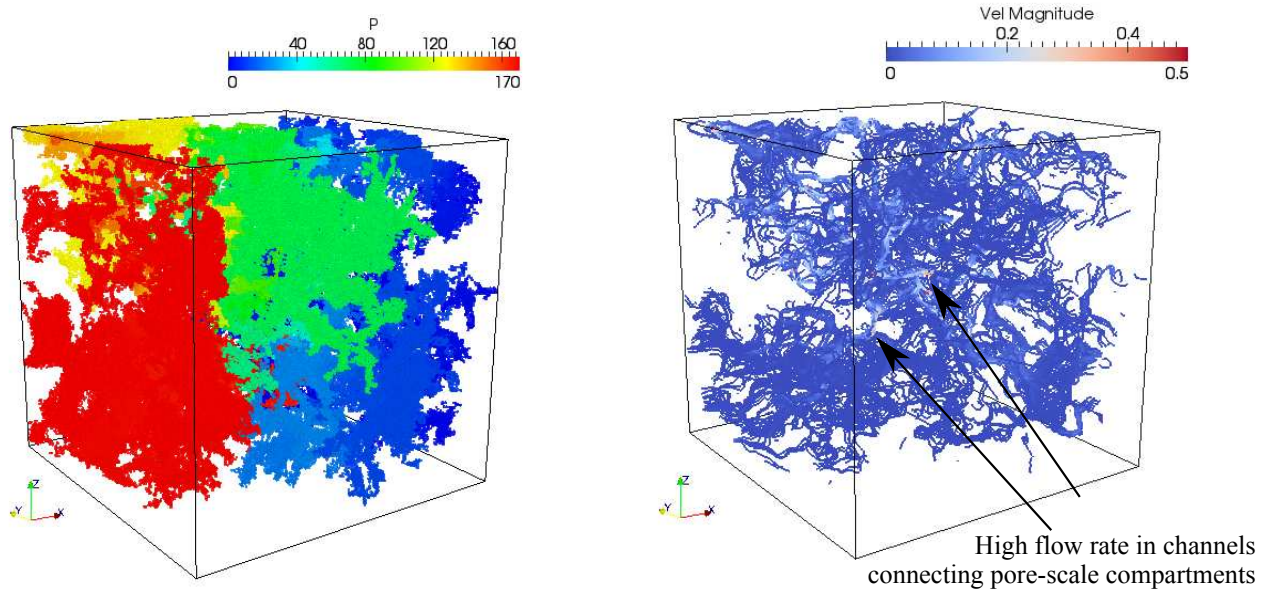 P
40 80 120 160
0 170
Vel Magnitude
0.2 0.4
0 0.5
Z
Y X
Z
Y X
High flow rate in channels
connecting pore-scale compartments